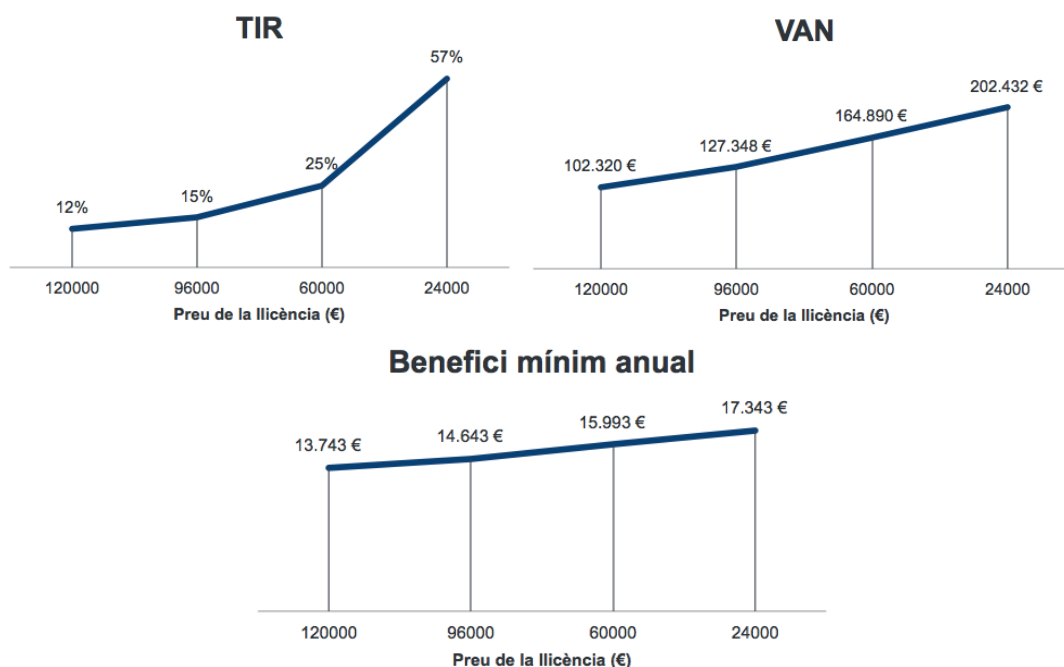 TIR
57%
25%
15%
12%
120000 96000 60000 24000
Preu de la llicència (€)
VAN
202.432 €
164.890 €
127.348 €
102.320 €
120000 96000 60000 24000
Preu de la llicència (€)
Benefici mínim anual
17.343 €
15.993 €
14.643 €
13.743 €
120000 96000 60000 24000
Preu de la llicència (€)